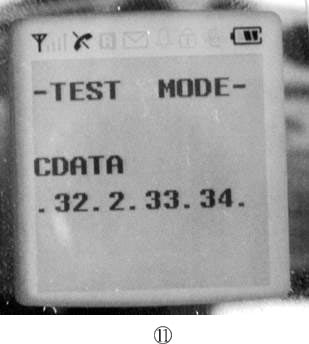 -TEST MODE-
CDATA
.32.2.33.34.
⑪